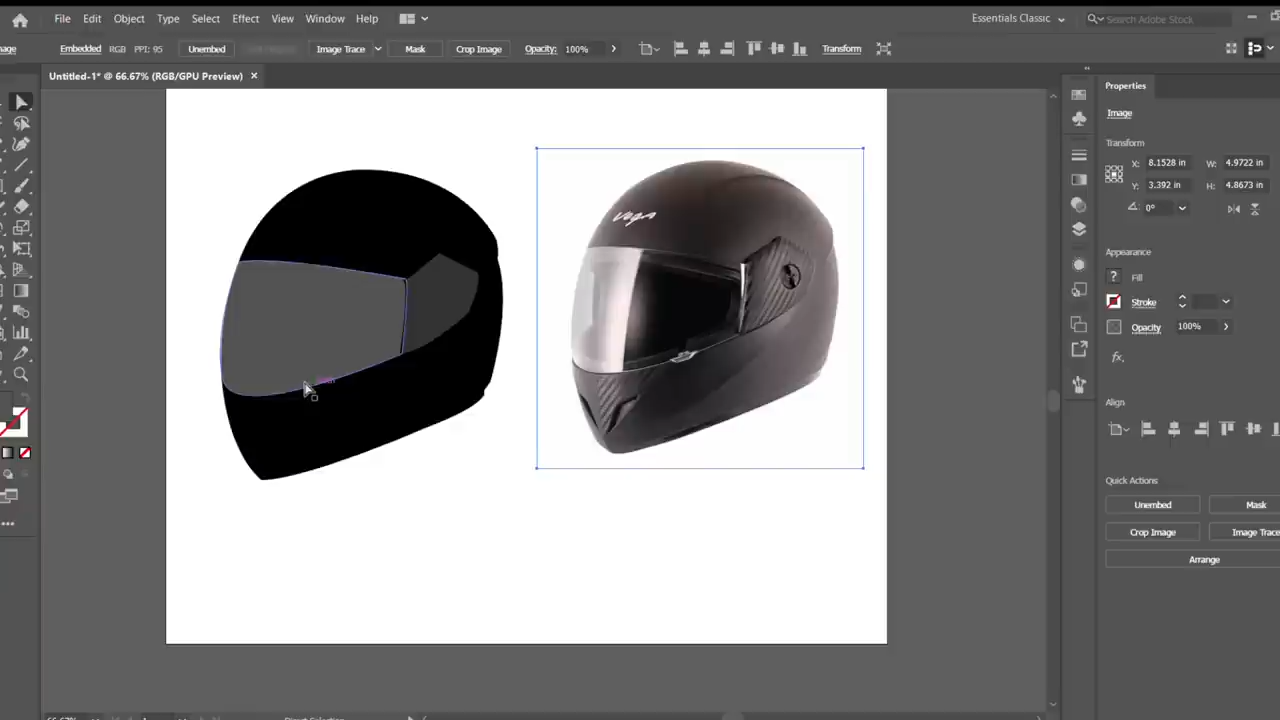 File Edit Object Type Select Effect View Window Help Essentials Classic Search Adobe Stock
Embedded RGB PPI: 95 Unembed Image Trace Mask Crop Image Opacity: 100% Transform
Untitled-1* @ 66.67% (RGB/GPU Preview) ×
Properties
Image
Transform
X: 8.1528 in W: 4.9722 in
Y: 3.392 in H: 4.8673 in
0°
Appearance
? Fill
Stroke
Opacity 100%
fx.
Align
Quick Actions
Unembed Mask
Crop Image Image Trace
Arrange
Vega